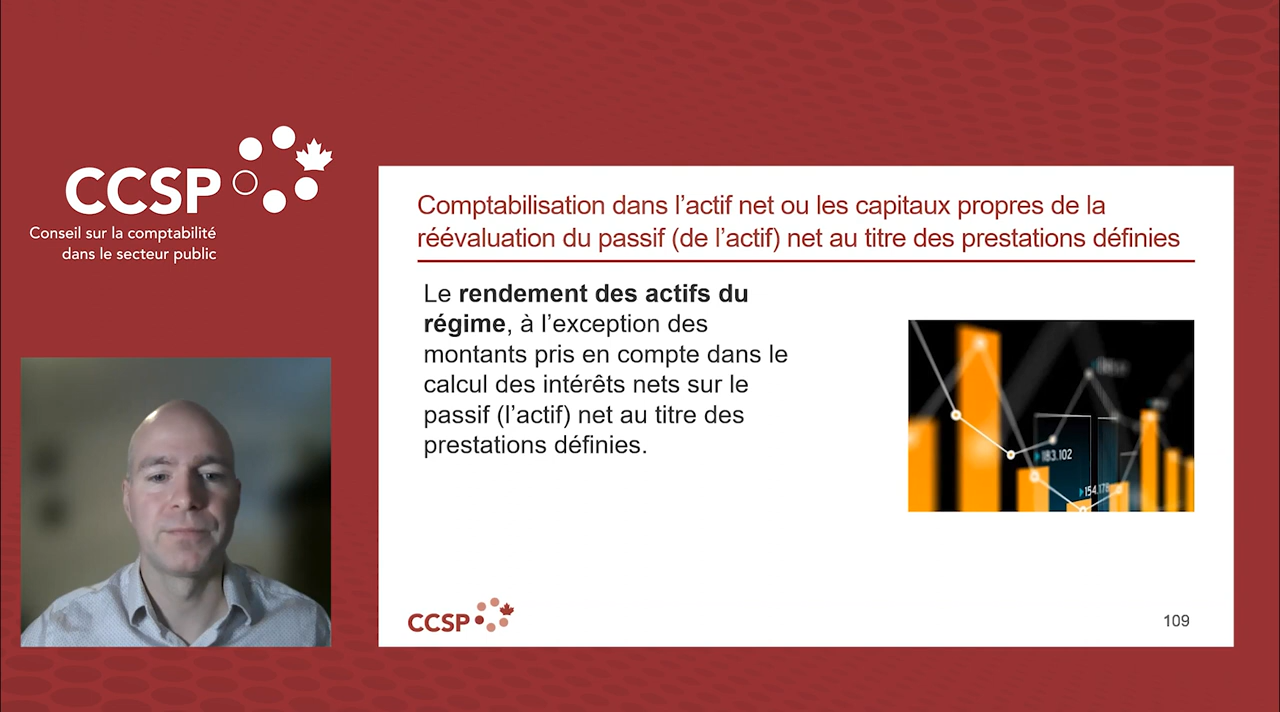 CCSP
Conseil sur la comptabilité
dans le secteur public
Comptabilisation dans l’actif net ou les capitaux propres de la
réévaluation du passif (de l’actif) net au titre des prestations définies
Le rendement des actifs du
régime, à l’exception des
montants pris en compte dans le
calcul des intérêts nets sur le
passif (l’actif) net au titre des
prestations définies.
183.102
154.178
CCSP
109